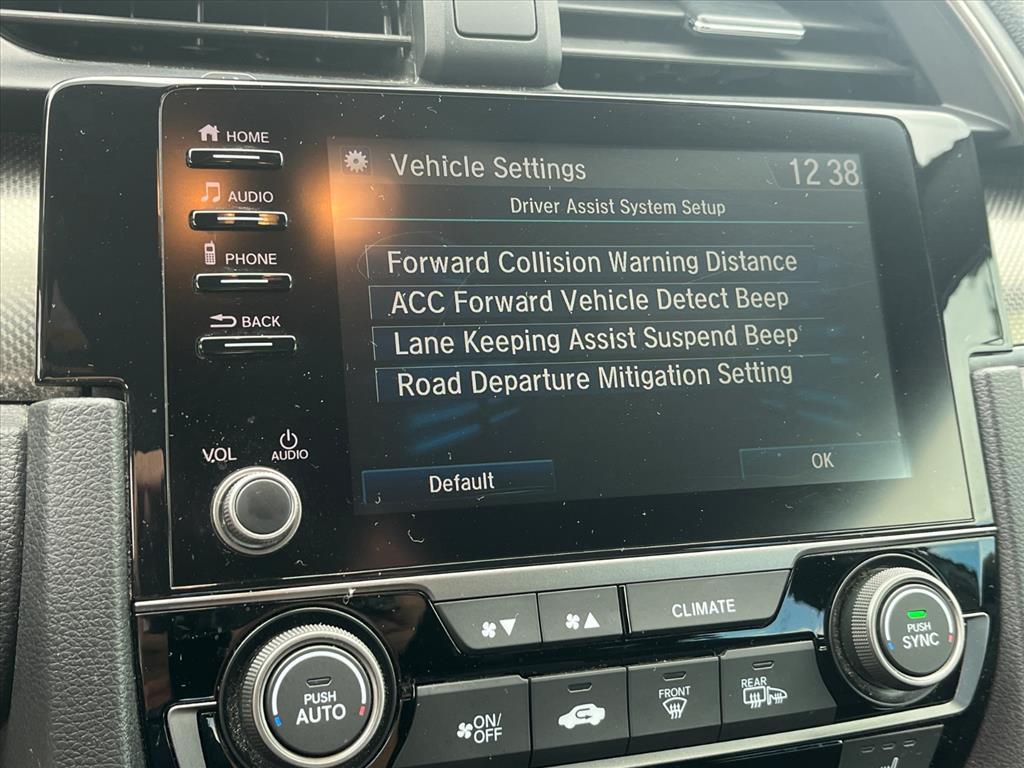 HOME
Vehicle Settings
12 38
AUDIO
Driver Assist System Setup
PHONE
Forward Collision Warning Distance
ACC Forward Vehicle Detect Beep
BACK
Lane Keeping Assist Suspend Beep
Road Departure Mitigation Setting
VOL
AUDIO
Default
OK
CLIMATE
PUSH
SYNC
PUSH
AUTO
ON/
OFF
FRONT
REAR